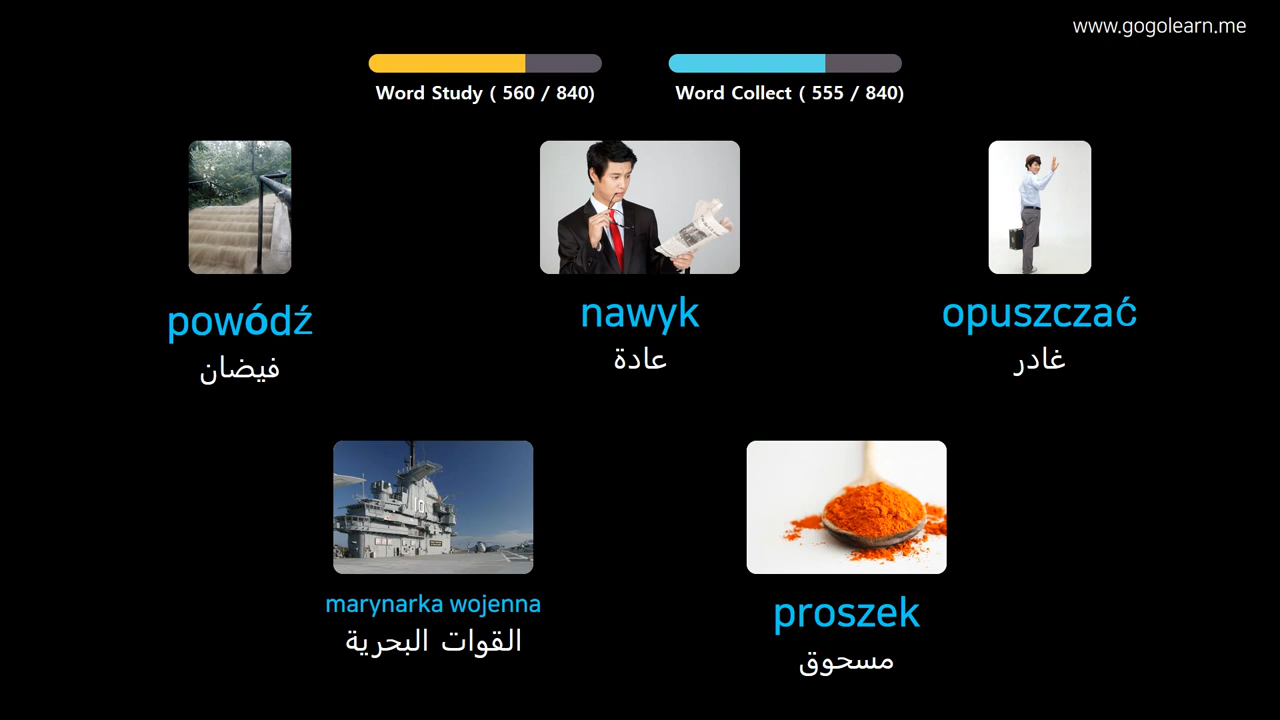 www.gogolearn.me
Word Study ( 560 / 840)
Word Collect ( 555 / 840)
powódź
فيضان
nawyk
عادة
opuszczać
غادر
10
marynarka wojenna
القوات البحرية
proszek
مسحوق